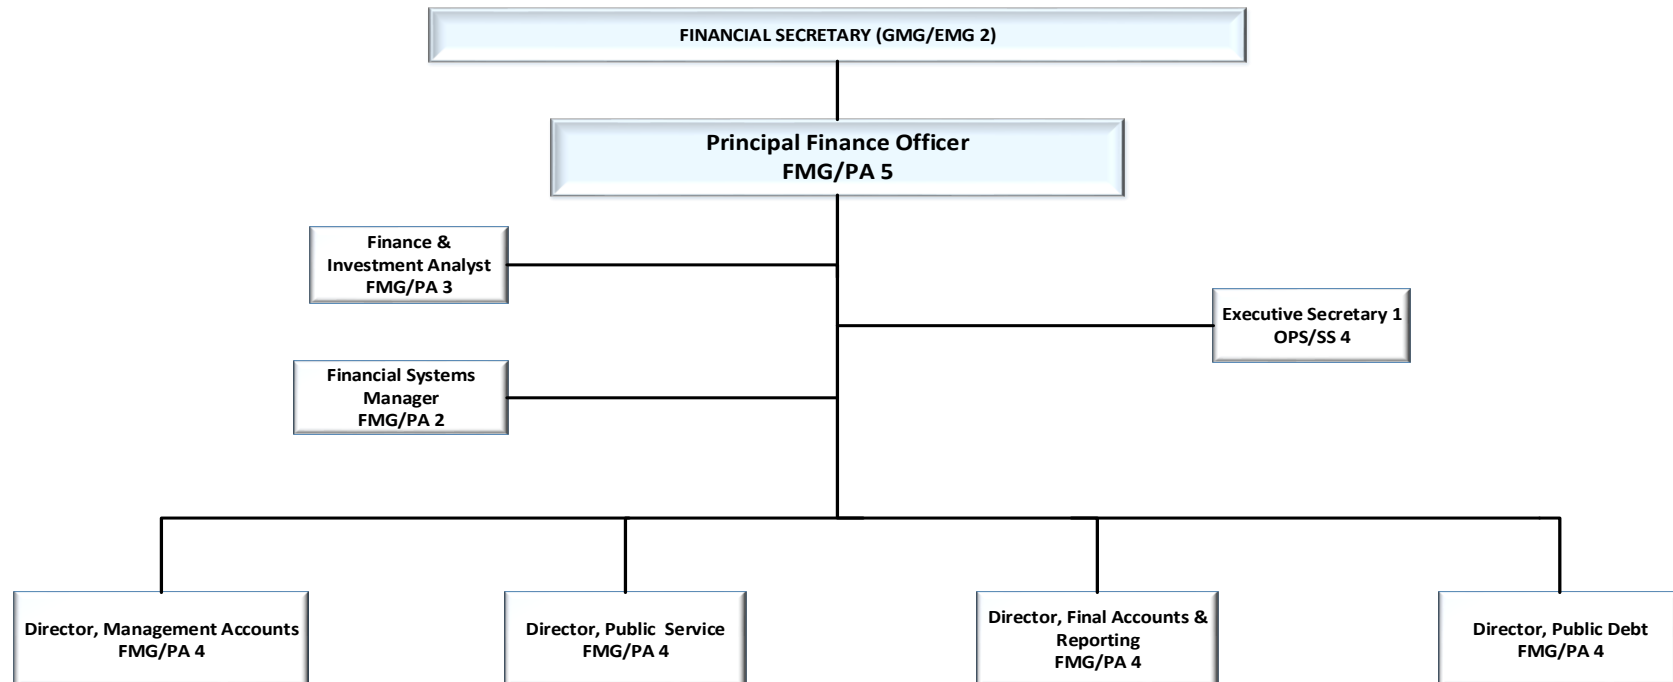 FINANCIAL SECRETARY (GMG/EMG 2)
Principal Finance Officer
FMG/PA 5
Finance &
Investment Analyst
FMG/PA 3
Executive Secretary 1
OPS/SS 4
Financial Systems
Manager
FMG/PA 2
Director, Management Accounts
FMG/PA 4
Director, Public Service
FMG/PA 4
Director, Final Accounts &
Reporting
FMG/PA 4
Director, Public Debt
FMG/PA 4